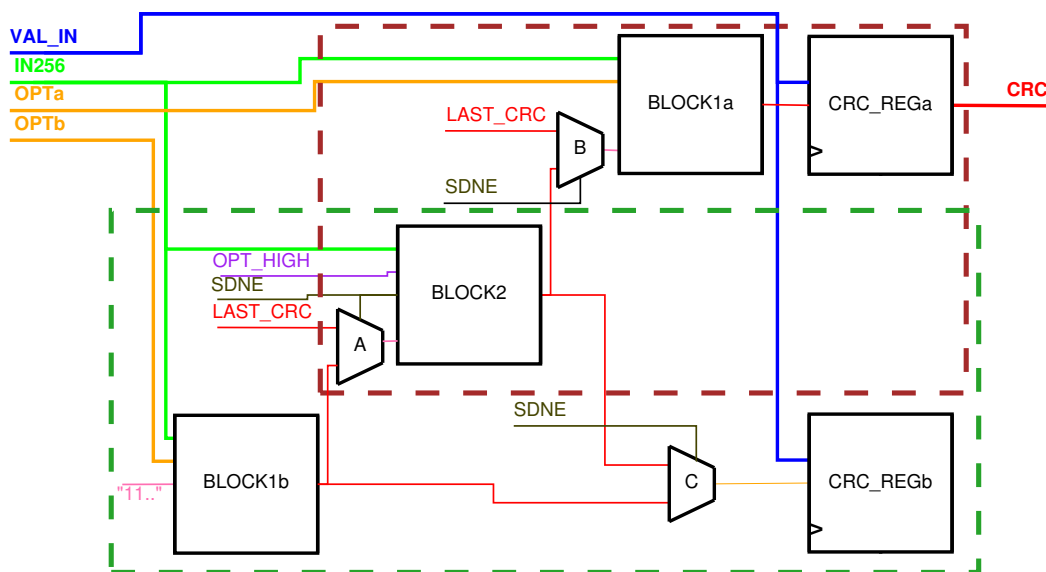 VAL_IN
IN256
OPTa
OPTb
CRC
BLOCK1a
CRC_REGa
LAST_CRC
B
SDNE
OPT_HIGH
SDNE
LAST_CRC
A
BLOCK2
SDNE
BLOCK1b
"11.."
C
CRC_REGb